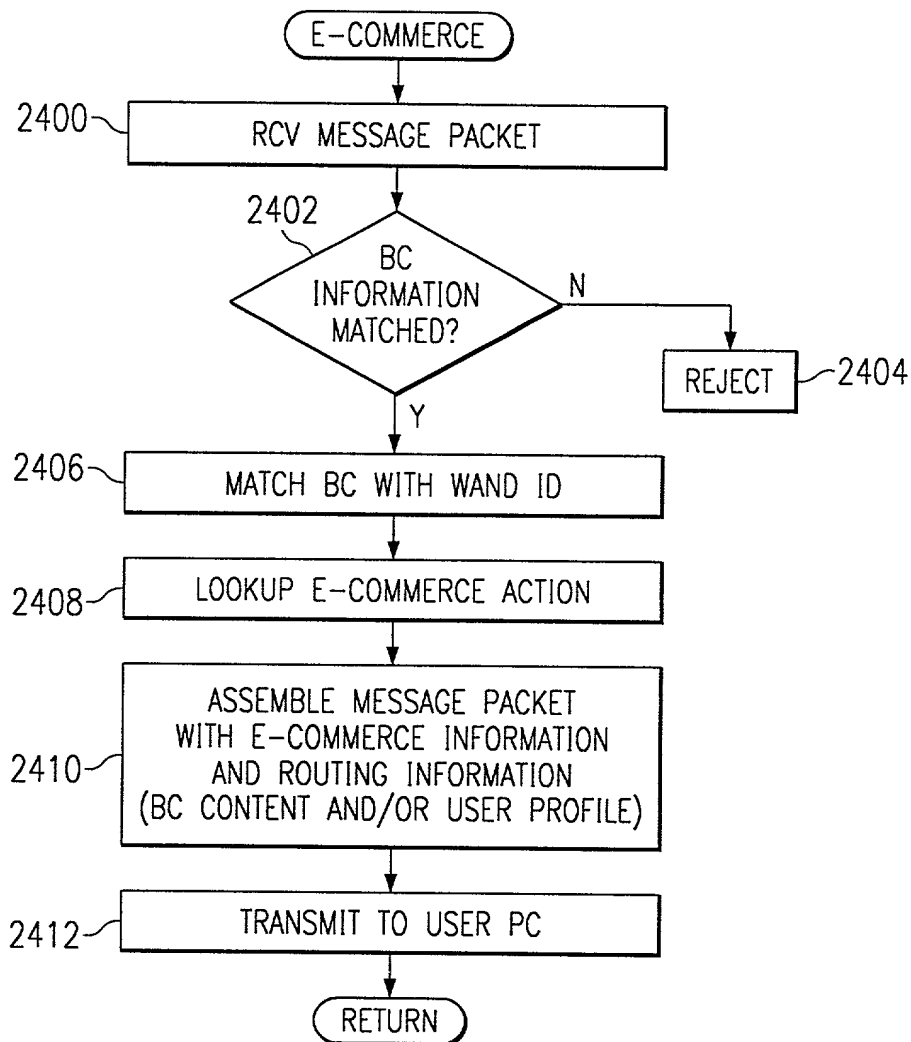 E-COMMERCE
2400
RCV MESSAGE PACKET
2402
BC
INFORMATION
MATCHED?
N
REJECT
2404
Y
2406
MATCH BC WITH WAND ID
2408
LOOKUP E-COMMERCE ACTION
2410
ASSEMBLE MESSAGE PACKET
WITH E-COMMERCE INFORMATION
AND ROUTING INFORMATION
(BC CONTENT AND/OR USER PROFILE)
2412
TRANSMIT TO USER PC
RETURN